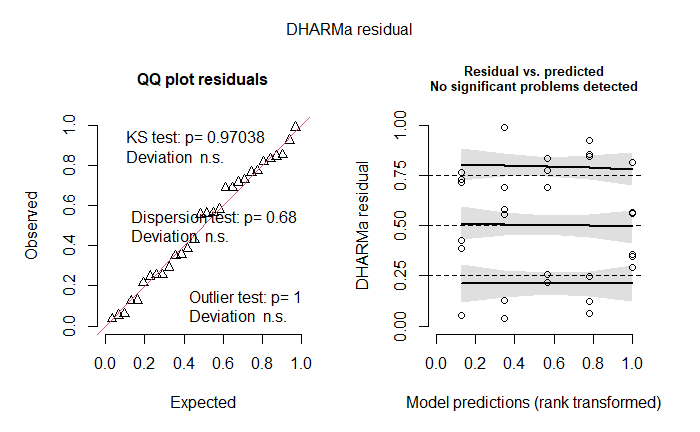 DHARMa residual
QQ plot residuals
KS test: p= 0.97038
Deviation n.s.
Dispersion test: p= 0.68
Deviation n.s.
Outlier test: p= 1
Deviation n.s.
Observed
0.0 0.2 0.4 0.6 0.8 1.0
0.0 0.2 0.4 0.6 0.8 1.0
Expected
Residual vs. predicted
No significant problems detected
DHARMa residual
0.00 0.25 0.50 0.75 1.00
0.0 0.2 0.4 0.6 0.8 1.0
Model predictions (rank transformed)